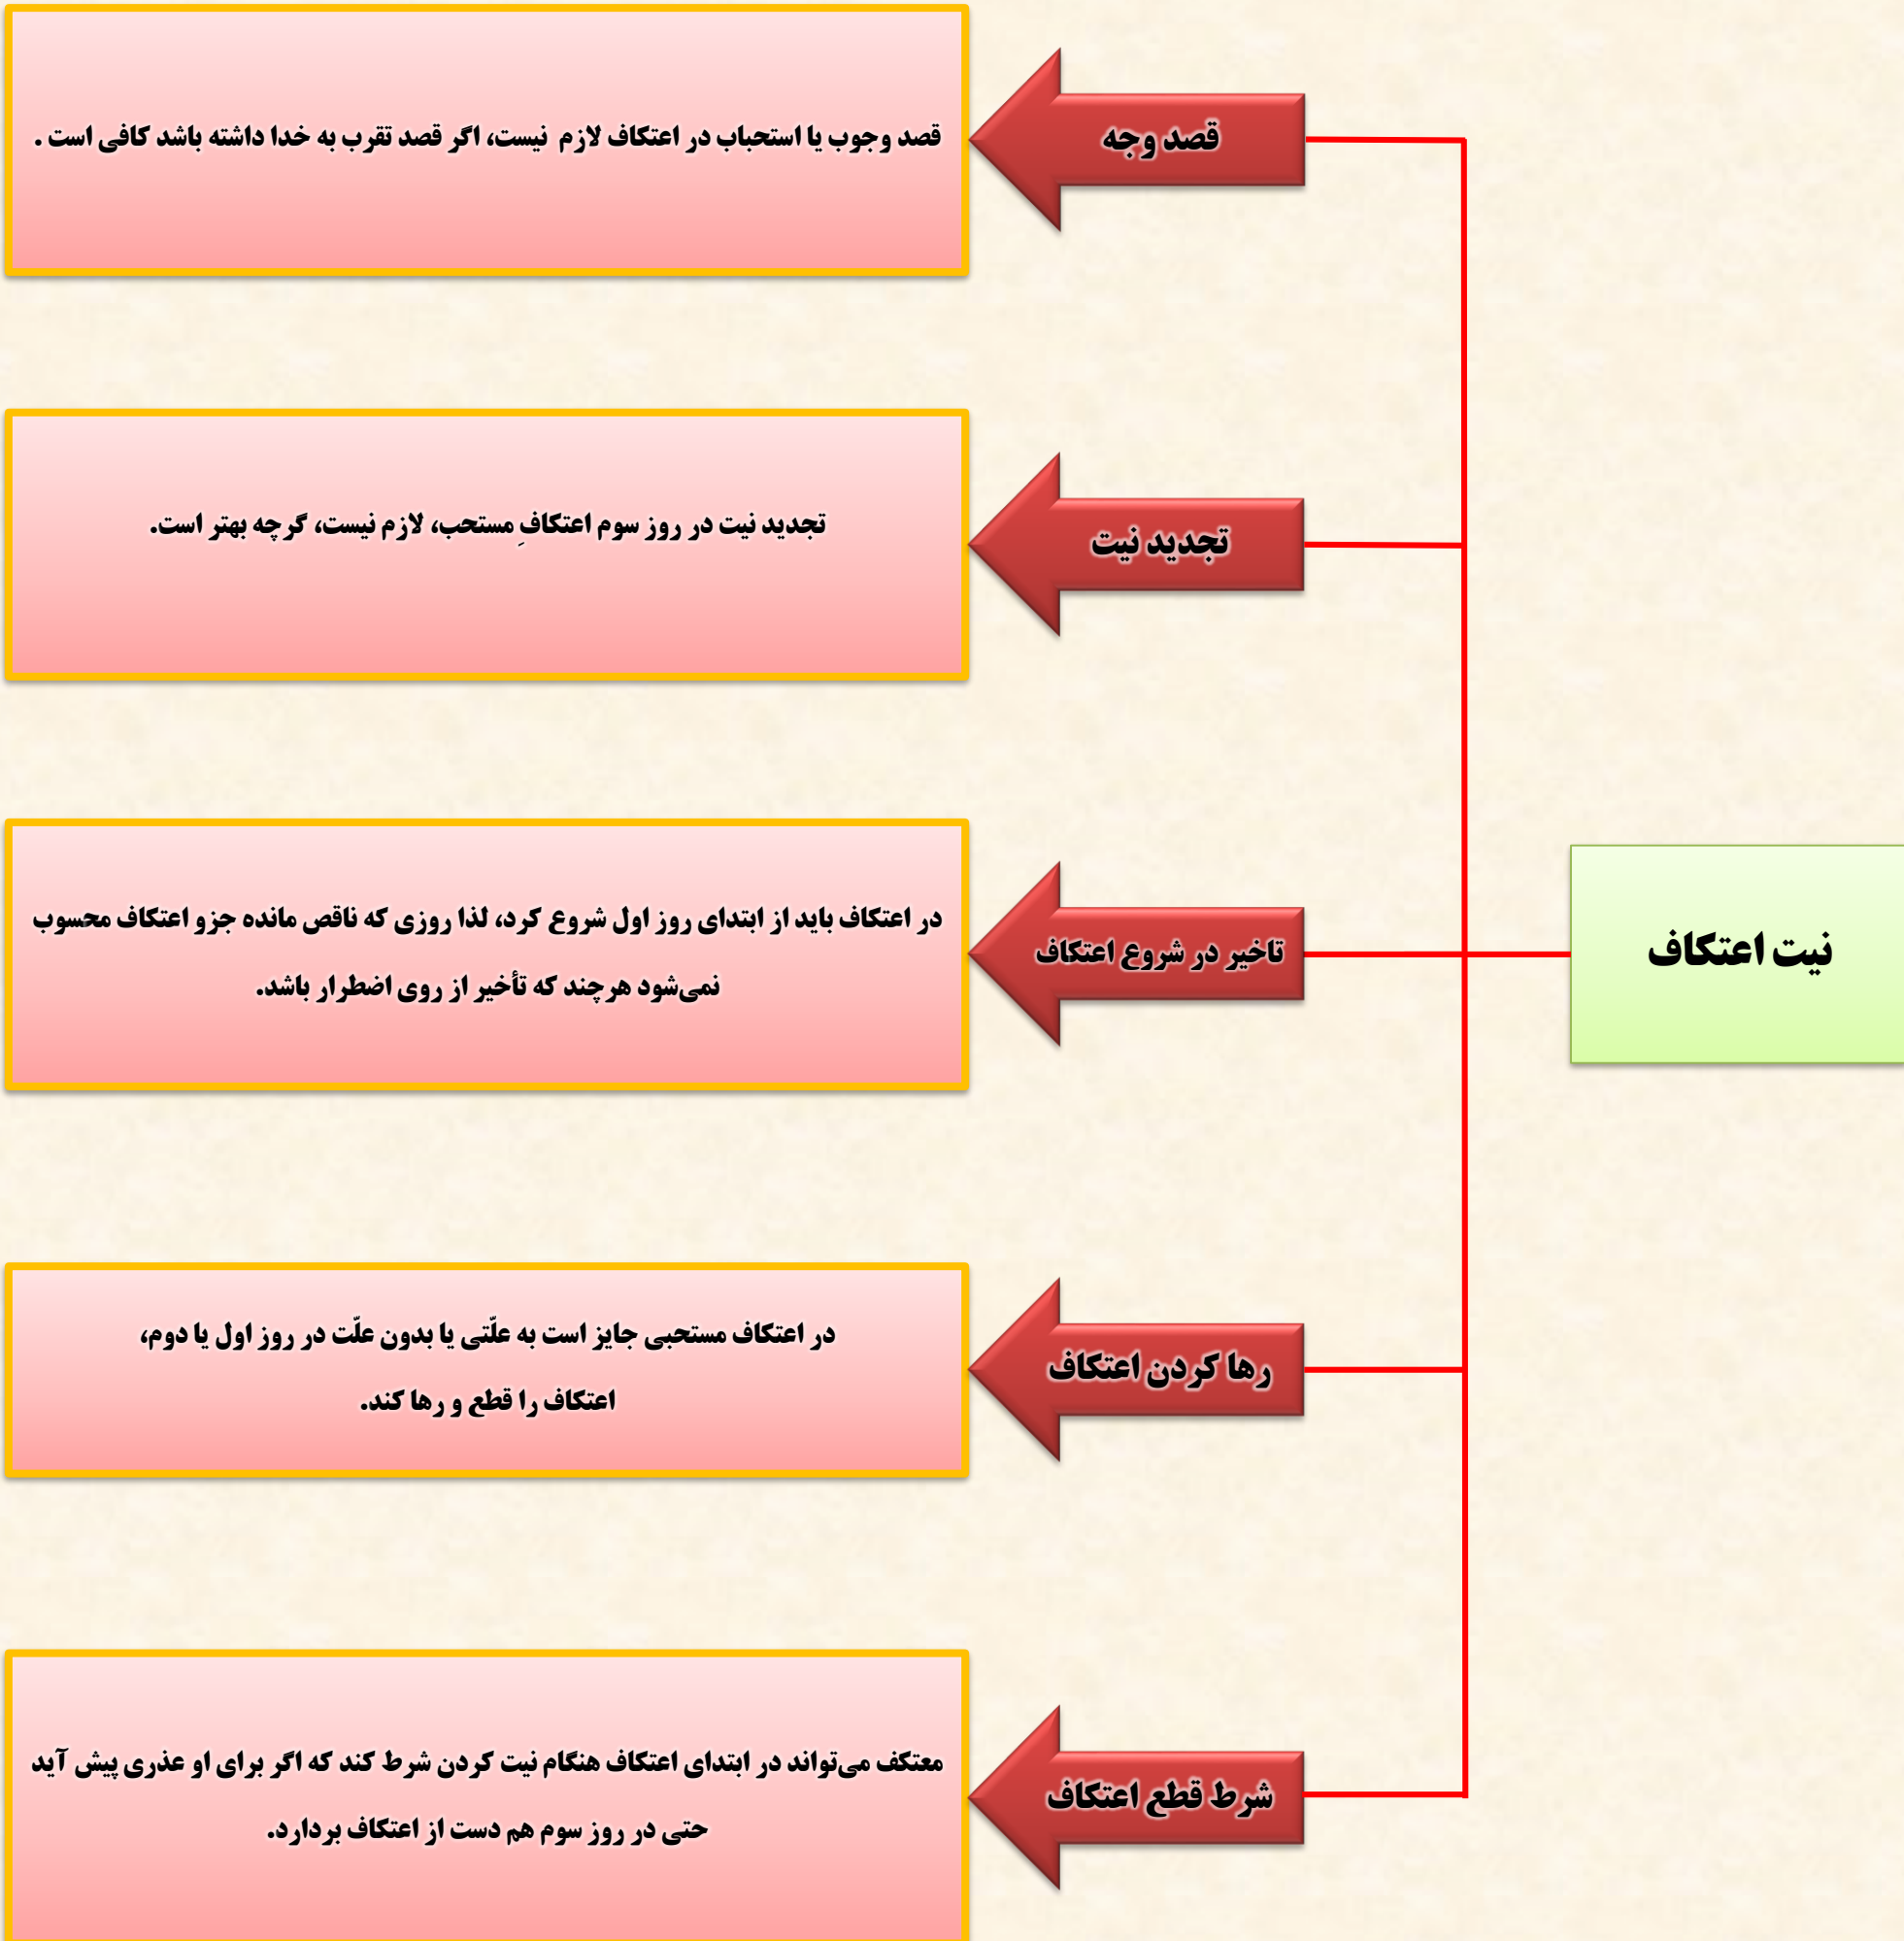 نیت اعتکاف
قصد وجه
قصد وجوب یا استحباب در اعتکاف لازم نیست، اگر قصد تقرب به خدا داشته باشد کافی است .
تجدید نیت
تجدید نیت در روز سوم اعتکافِ مستحب، لازم نیست، گرچه بهتر است.
تاخیر در شروع اعتکاف
در اعتکاف باید از ابتدای روز اول شروع کرد، لذا روزی که ناقص مانده جزو اعتکاف محسوب
نمی‌شود هرچند که تأخیر از روی اضطرار باشد.
رها کردن اعتکاف
در اعتکاف مستحبی جایز است به علّتی یا بدون علّت در روز اول یا دوم،
اعتکاف را قطع و رها کند.
شرط قطع اعتکاف
معتکف می‌تواند در ابتدای اعتکاف هنگام نیت کردن شرط کند که اگر برای او عذری پیش آید
حتی در روز سوم هم دست از اعتکاف بردارد.